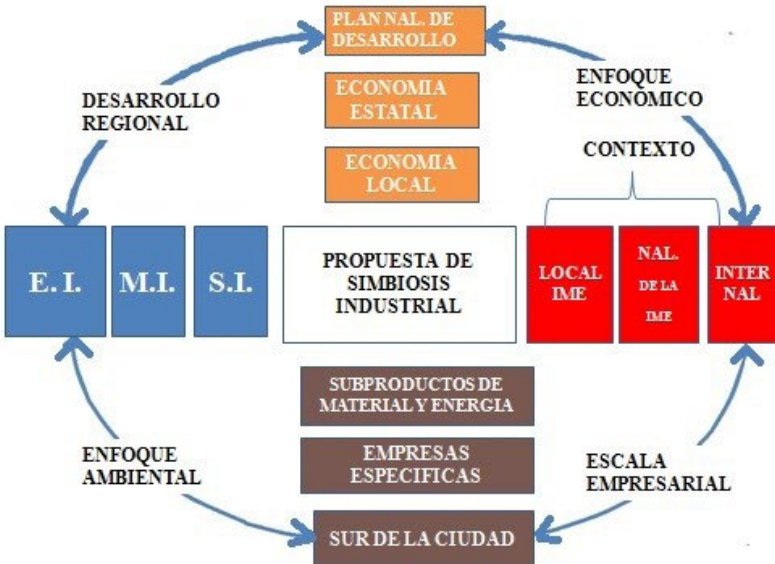 PLAN NAL. DE
DESARROLLO
DESARROLLO
REGIONAL
ENFOQUE
ECONÓMICO
ECONOMIA
ESTATAL
CONTEXTO
ECONOMIA
LOCAL
E. I.
M.I.
S.I.
PROPUESTA DE
SIMBIOSIS
INDUSTRIAL
LOCAL
IME
NAL.
DE LA
IME
INTER
NAL
SUBPRODUCTOS DE
MATERIAL Y ENERGIA
ENFOQUE
AMBIENTAL
EMPRESAS
ESPECIFICAS
ESCALA
EMPRESARIAL
SUR DE LA CIUDAD